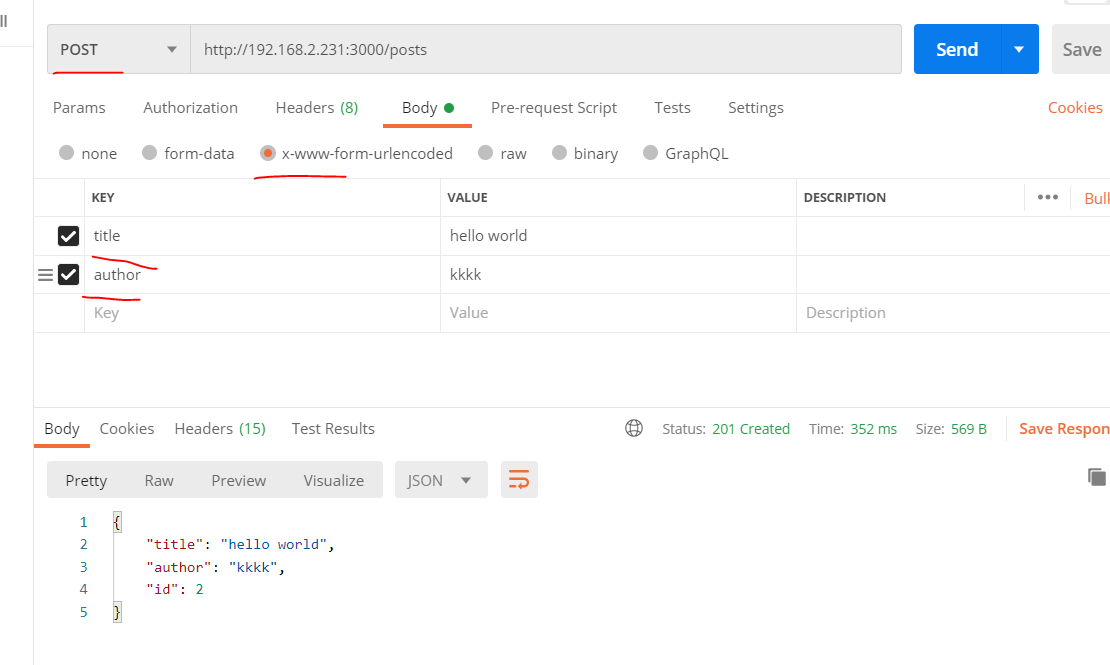 ll
POST http://192.168.2.231:3000/posts Send Save
Params Authorization Headers (8) Body Pre-request Script Tests Settings Cookies
none form-data x-www-form-urlencoded raw binary GraphQL
KEY VALUE DESCRIPTION ••• Bulk
title hello world
author kkkk
Key Value Description
Body Cookies Headers (15) Test Results Status: 201 Created Time: 352 ms Size: 569 B Save Respon
Pretty Raw Preview Visualize JSON
1 {
2 "title": "hello world",
3 "author": "kkkk",
4 "id": 2
5 }